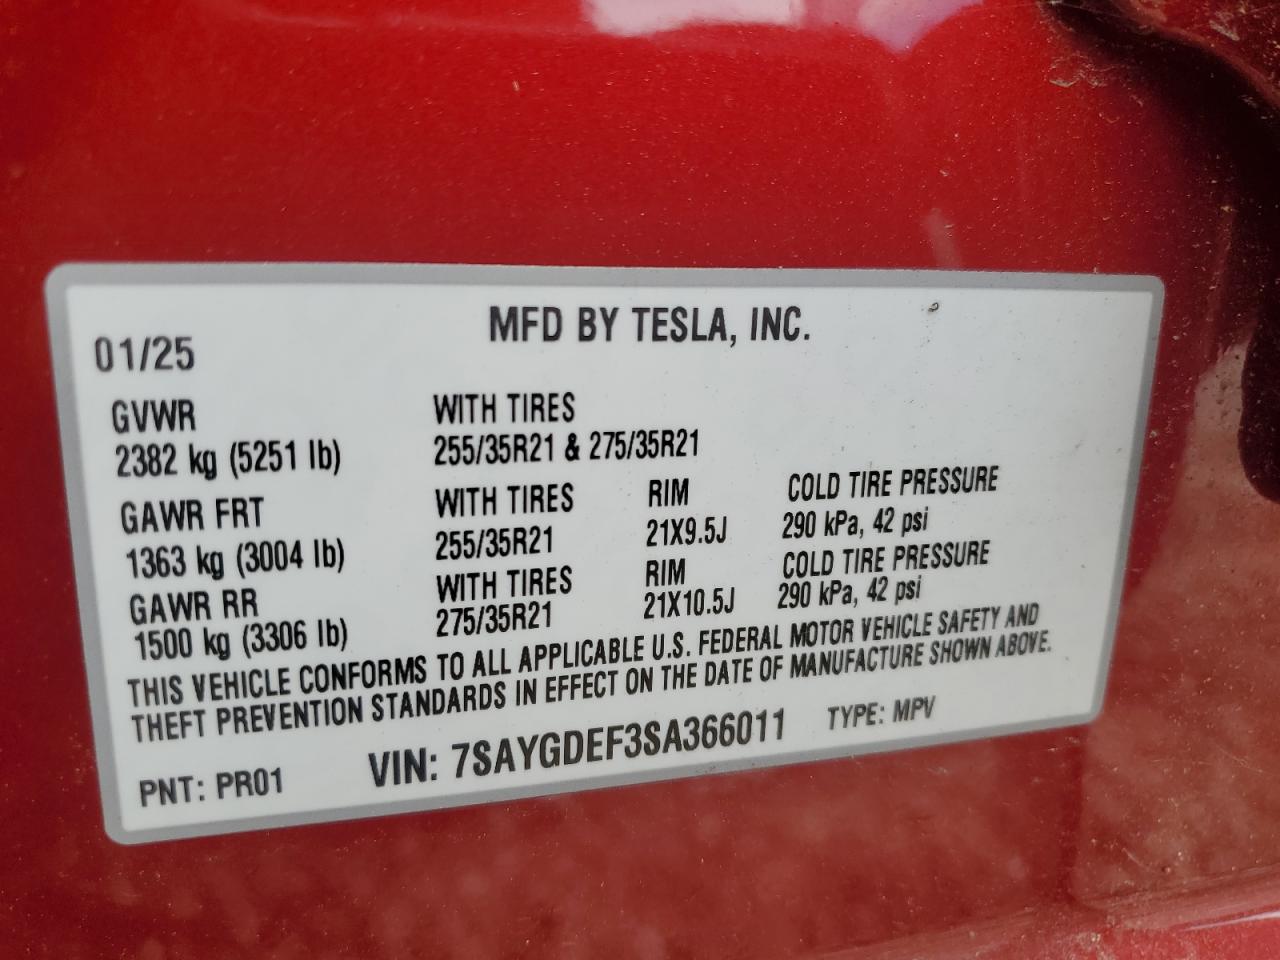 MFD BY TESLA, INC.
01/25
GVWR WITH TIRES
2382 kg (5251 lb) 255/35R21 & 275/35R21
GAWR FRT WITH TIRES RIM COLD TIRE PRESSURE
1363 kg (3004 lb) 255/35R21 21X9.5J 290 kPa, 42 psi
GAWR RR WITH TIRES RIM COLD TIRE PRESSURE
1500 kg (3306 lb) 275/35R21 21X10.5J 290 kPa, 42 psi
THIS VEHICLE CONFORMS TO ALL APPLICABLE U.S. FEDERAL MOTOR VEHICLE SAFETY AND
THEFT PREVENTION STANDARDS IN EFFECT ON THE DATE OF MANUFACTURE SHOWN ABOVE.
PNT: PR01 VIN: 7SAYGDEF3SA366011 TYPE: MPV